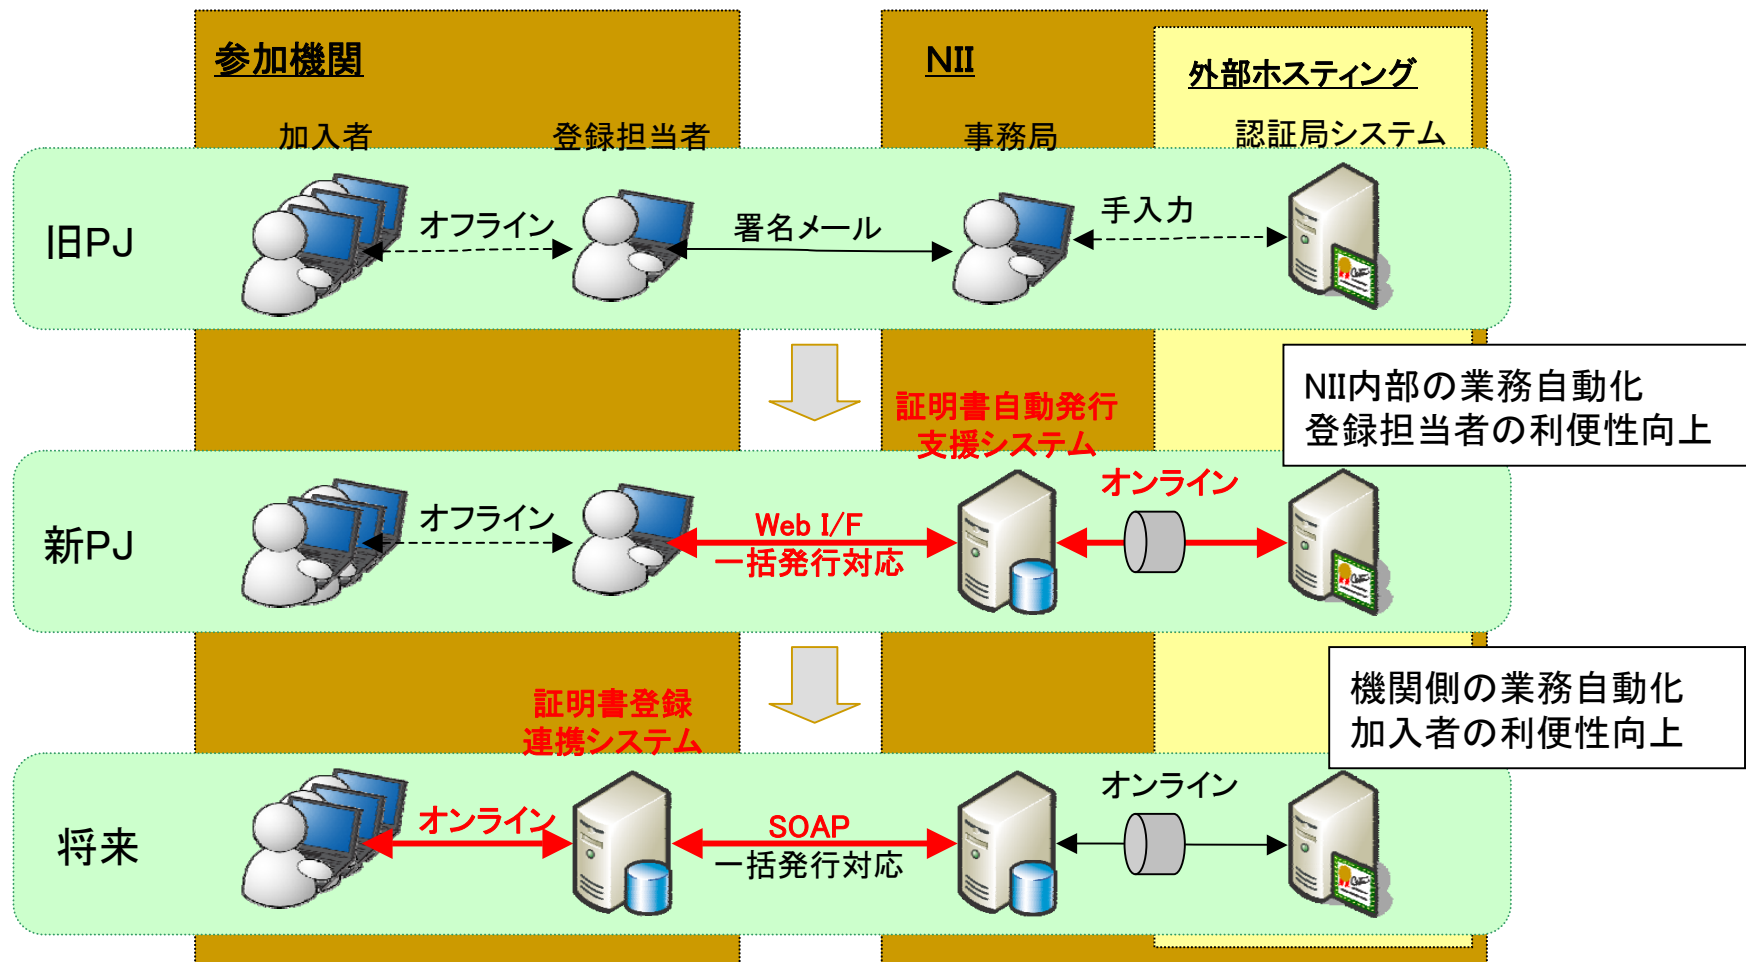 参加機関
NII
外部ホスティング
加入者
登録担当者
事務局
認証局システム
旧PJ
オフライン
署名メール
手入力
NII内部の業務自動化
登録担当者の利便性向上
証明書自動発行
支援システム
新PJ
オフライン
Web I/F
一括発行対応
オンライン
機関側の業務自動化
加入者の利便性向上
証明書登録
連携システム
将来
オンライン
SOAP
一括発行対応
オンライン